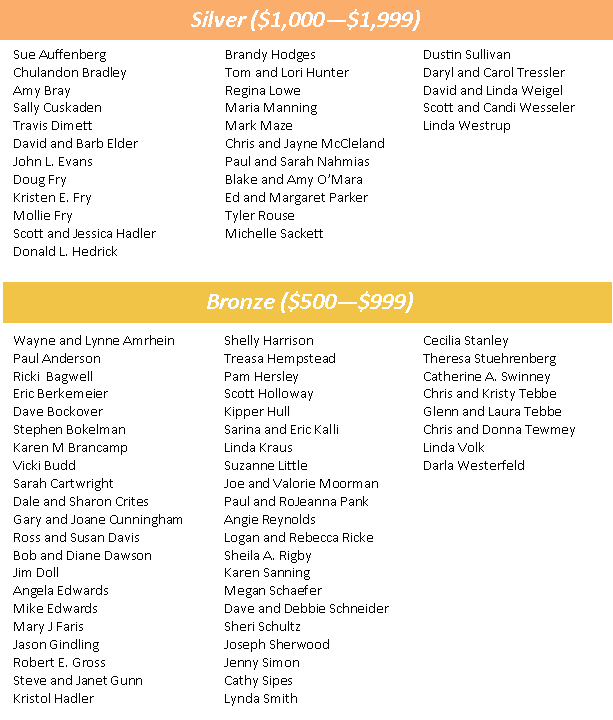 Silver ($1,000—$1,999)
Sue Auffenberg
Chulandon Bradley
Amy Bray
Sally Cuskaden
Travis Dimett
David and Barb Elder
John L. Evans
Doug Fry
Kristen E. Fry
Mollie Fry
Scott and Jessica Hadler
Donald L. Hedrick
Brandy Hodges
Tom and Lori Hunter
Regina Lowe
Maria Manning
Mark Maze
Chris and Jayne McCleland
Paul and Sarah Nahmias
Blake and Amy O’Mara
Ed and Margaret Parker
Tyler Rouse
Michelle Sackett
Dustin Sullivan
Daryl and Carol Tressler
David and Linda Weigel
Scott and Candi Wesseler
Linda Westrup
Bronze ($500—$999)
Wayne and Lynne Amrhein
Paul Anderson
Ricki  Bagwell
Eric Berkemeier
Dave Bockover
Stephen Bokelman
Karen M Brancamp
Vicki Budd
Sarah Cartwright
Dale and Sharon Crites
Gary and Joane Cunningham
Ross and Susan Davis
Bob and Diane Dawson
Jim Doll
Angela Edwards
Mike Edwards
Mary J Faris
Jason Gindling
Robert E. Gross
Steve and Janet Gunn
Kristol Hadler
Shelly Harrison
Treasa Hempstead
Pam Hersley
Scott Holloway
Kipper Hull
Sarina and Eric Kalli
Linda Kraus
Suzanne Little
Joe and Valorie Moorman
Paul and RoJeanna Pank
Angie Reynolds
Logan and Rebecca Ricke
Sheila A. Rigby
Karen Sanning
Megan Schaefer
Dave and Debbie Schneider
Sheri Schultz
Joseph Sherwood
Jenny Simon
Cathy Sipes
Lynda Smith
Cecilia Stanley
Theresa Stuehrenberg
Catherine A. Swinney
Chris and Kristy Tebbe
Glenn and Laura Tebbe
Chris and Donna Tewmey
Linda Volk
Darla Westerfeld